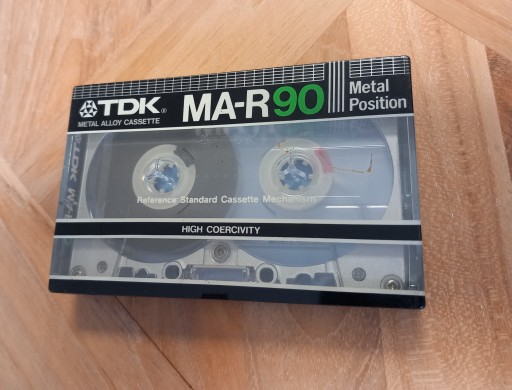 TDK®
METAL ALLOY CASSETTE
MA-R90
Metal
Position
Reference Standard Cassette Mechanism
HIGH COERCIVITY